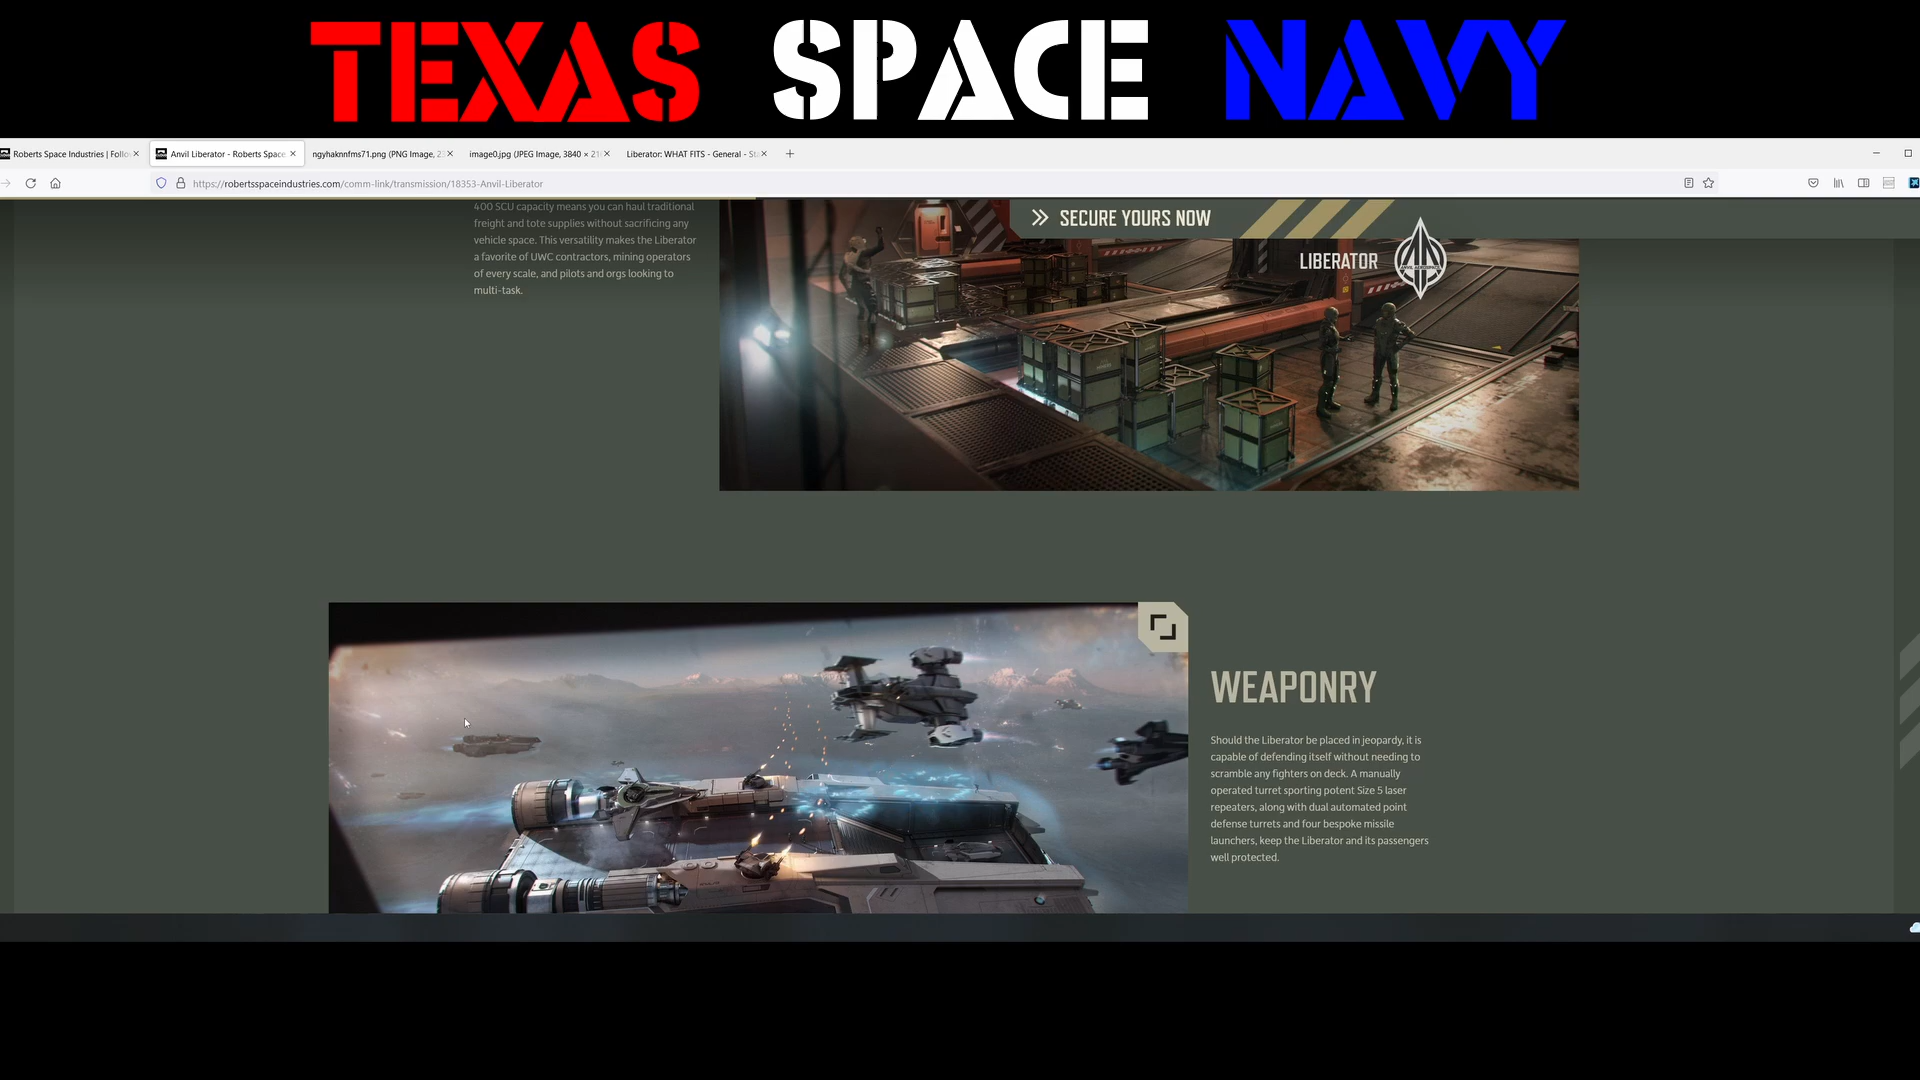 TEXAS SPACE NAVY
Roberts Space Industries | Follo
Anvil Liberator - Roberts Space
ngyhaknnfms71.png (PNG Image, 2
image0.jpg (JPEG Image, 3840 × 21
Liberator: WHAT FITS - General - St
https://robertsspaceindustries.com/comm-link/transmission/18353-Anvil-Liberator
SECURE YOURS NOW
LIBERATOR
400 SCU capacity means you can haul traditional
freight and tote supplies without sacrificing any
vehicle space. This versatility makes the Liberator
a favorite of UWC contractors, mining operators
of every scale, and pilots and orgs looking to
multi-task.
WEAPONRY
Should the Liberator be placed in jeopardy, it is
capable of defending itself without needing to
scramble any fighters on deck. A manually
operated turret sporting potent Size 5 laser
repeaters, along with dual automated point
defense turrets and four bespoke missile
launchers, keep the Liberator and its passengers
well protected.